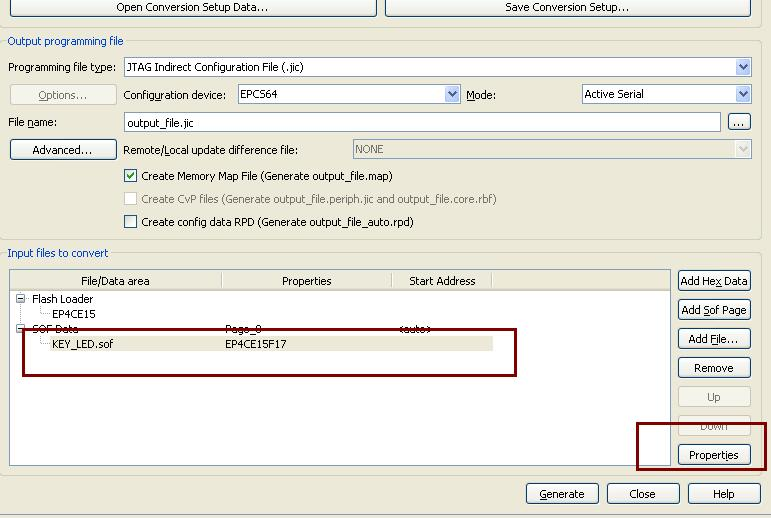 Open Conversion Setup Data... Save Conversion Setup...
Output programming file
Programming file type: JTAG Indirect Configuration File (.jic)
Options... Configuration device: EPCS64 Mode: Active Serial
File name: output_file.jic ...
Advanced... Remote/Local update difference file: NONE
Create Memory Map File (Generate output_file.map)
Create CvP files (Generate output_file.periph.jic and output_file.core.rbf)
Create config data RPD (Generate output_file_auto.rpd)
Input files to convert
File/Data area Properties Start Address Add Hex Data
Flash Loader
EP4CE15 Add Sof Page
SOF Data Page_0 <auto>
KEY_LED.sof EP4CE15F17 Add File...
Remove
Up
Down
Properties
Generate Close Help